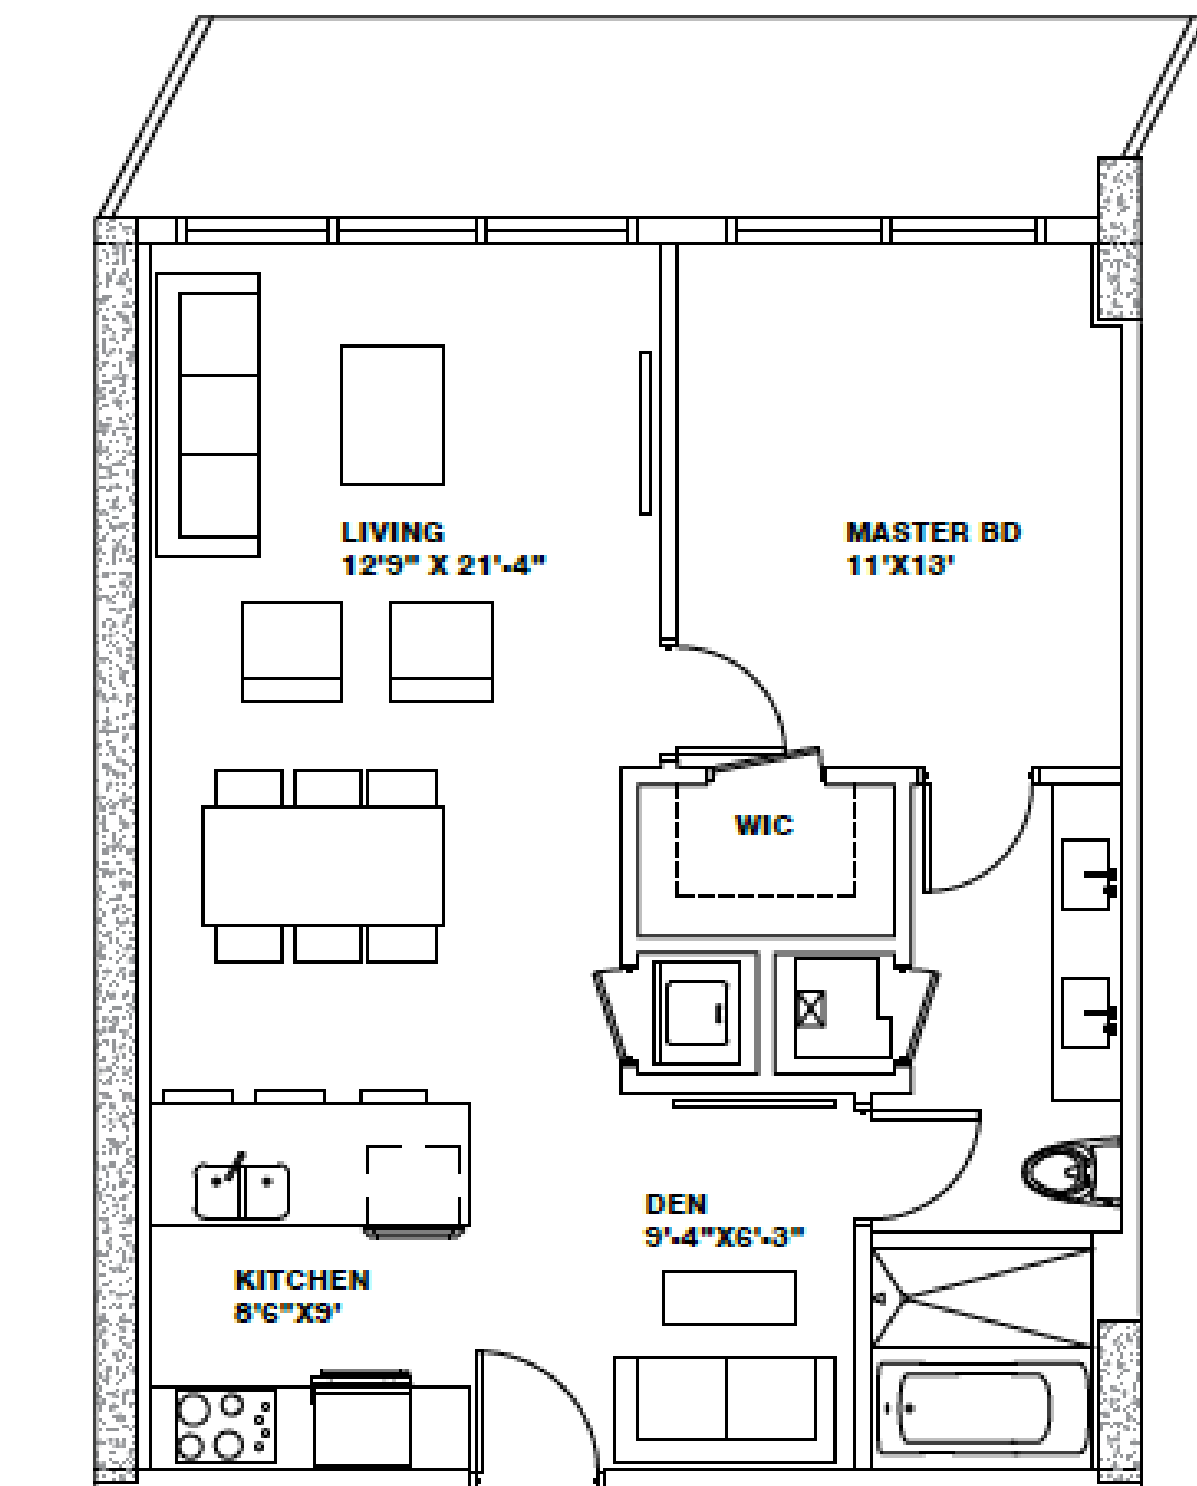 LIVING
12'9" X 21'-4"
MASTER BD
11'X13'
WIC
DEN
9'-4"X6'-3"
KITCHEN
8'6"X9'